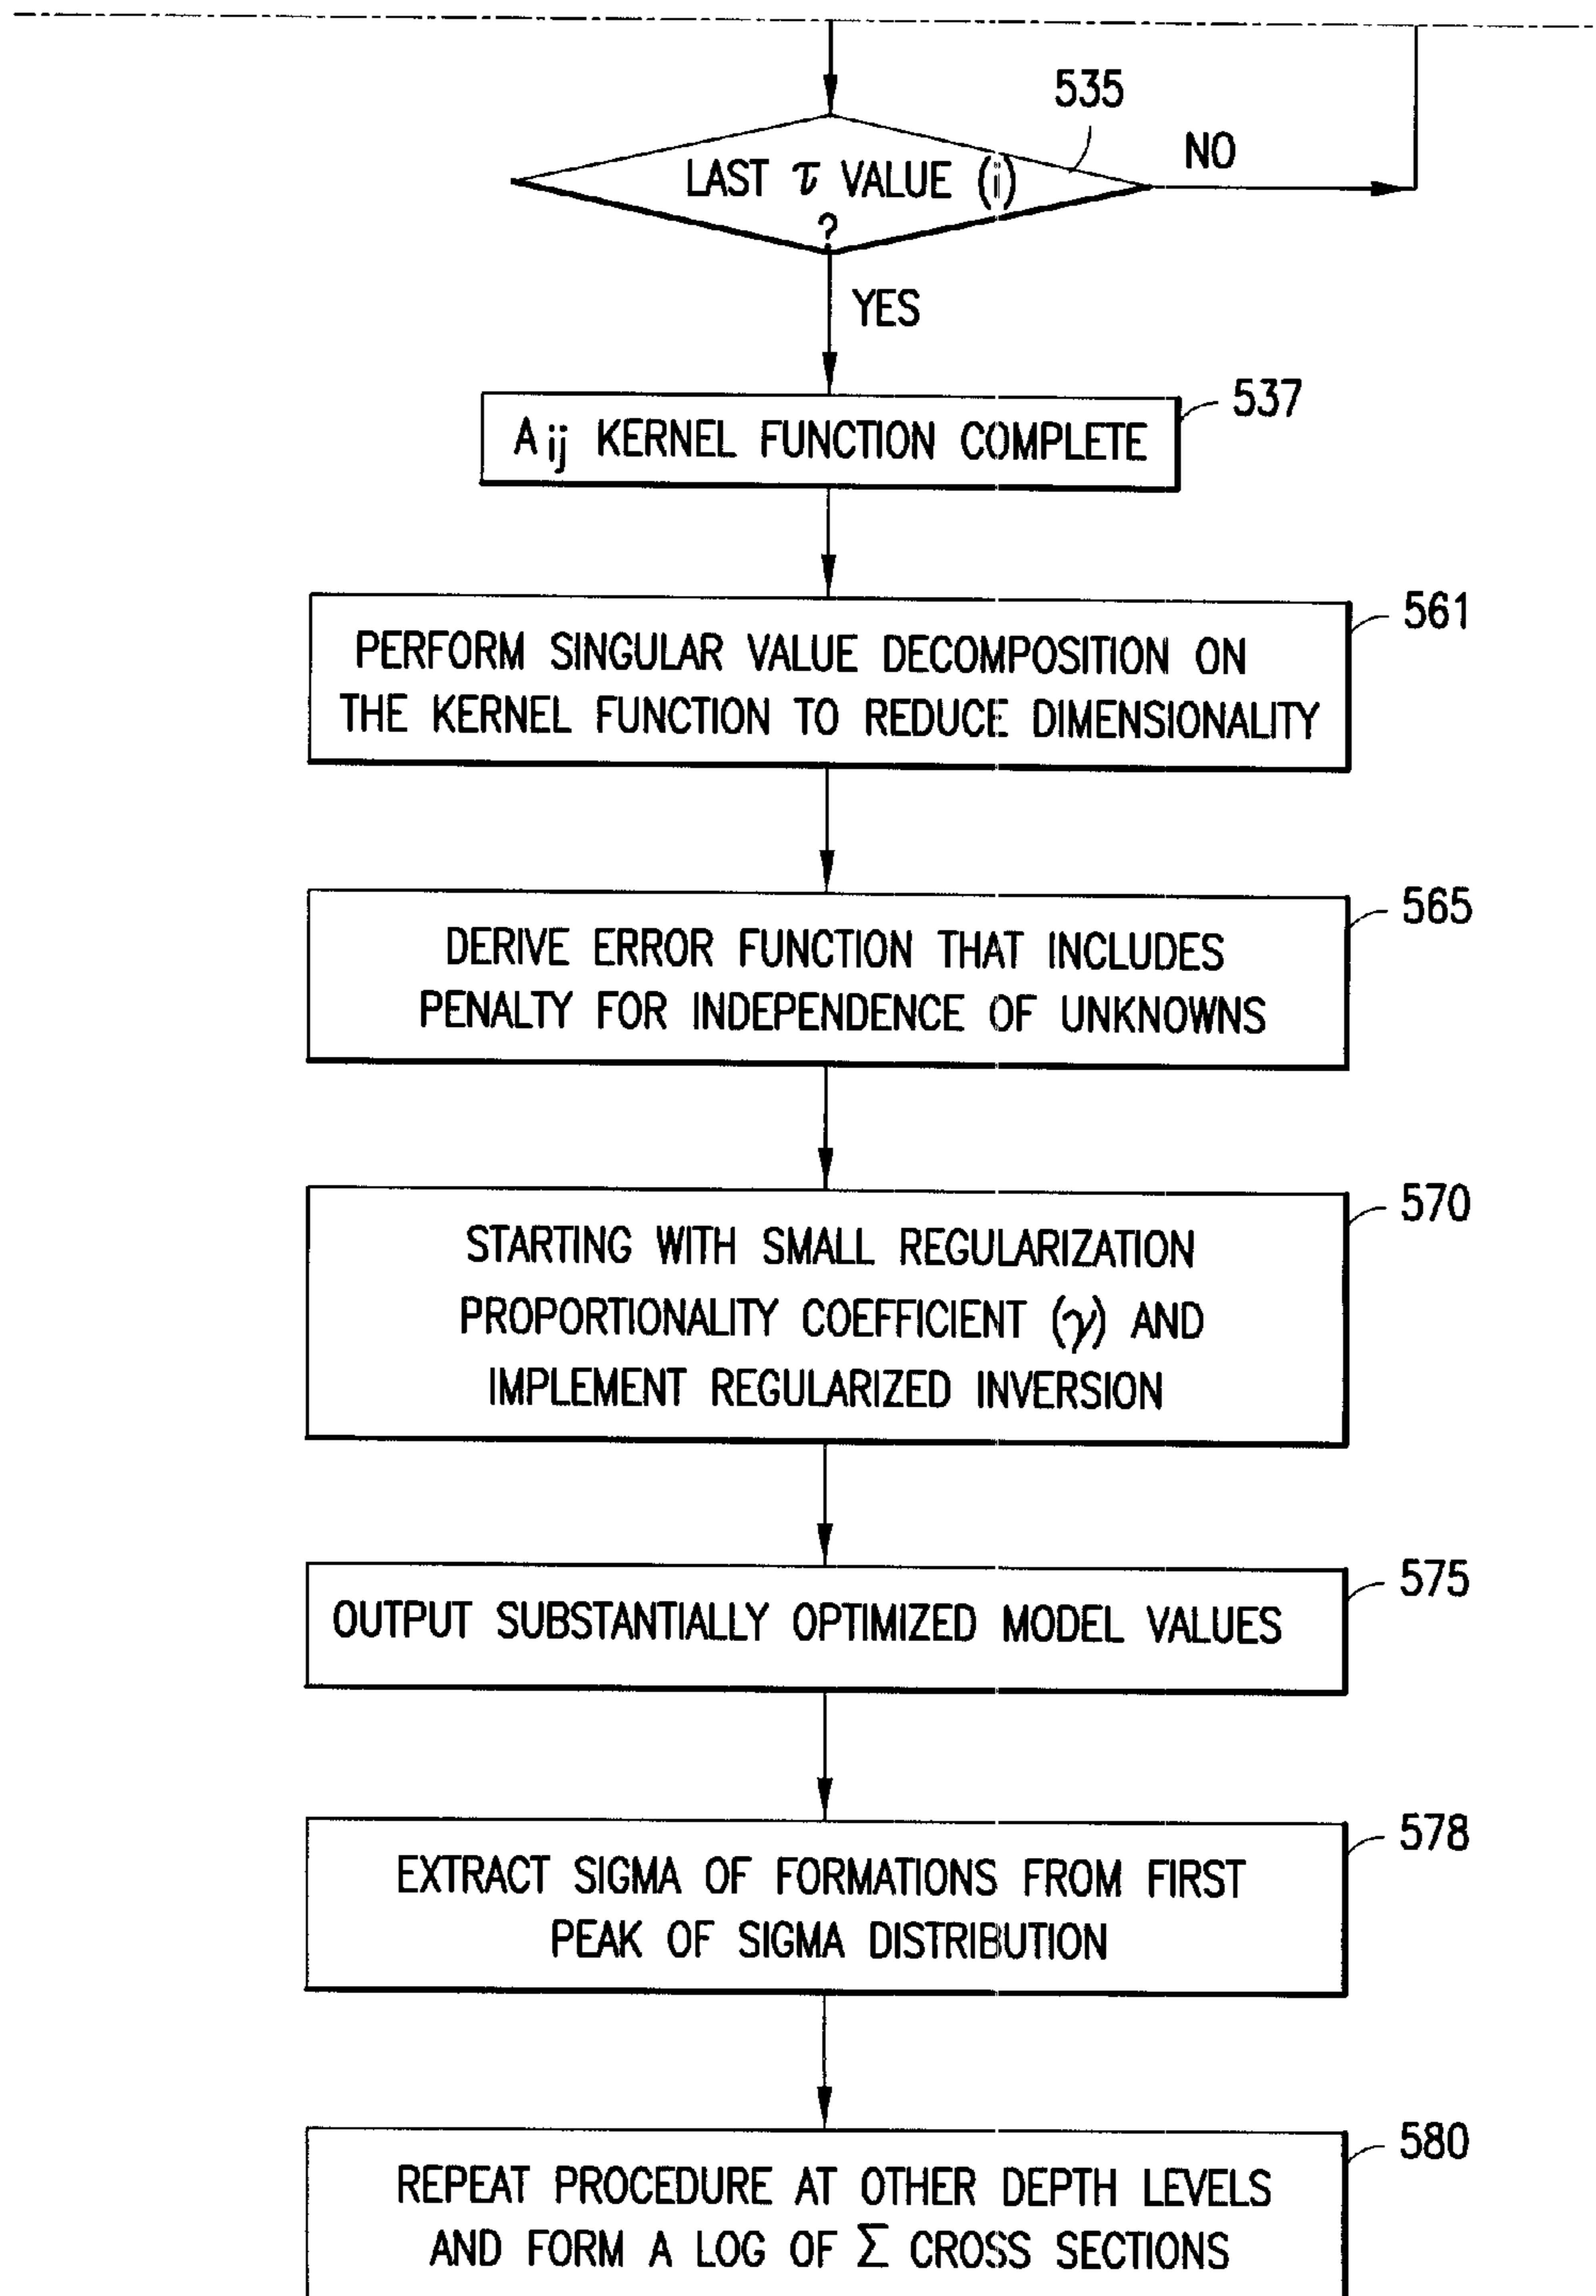 535
LAST τ VALUE (i)
?
NO
YES
537
Aij KERNEL FUNCTION COMPLETE
561
PERFORM SINGULAR VALUE DECOMPOSITION ON
THE KERNEL FUNCTION TO REDUCE DIMENSIONALITY
565
DERIVE ERROR FUNCTION THAT INCLUDES
PENALTY FOR INDEPENDENCE OF UNKNOWNS
570
STARTING WITH SMALL REGULARIZATION
PROPORTIONALITY COEFFICIENT (γ) AND
IMPLEMENT REGULARIZED INVERSION
575
OUTPUT SUBSTANTIALLY OPTIMIZED MODEL VALUES
578
EXTRACT SIGMA OF FORMATIONS FROM FIRST
PEAK OF SIGMA DISTRIBUTION
580
REPEAT PROCEDURE AT OTHER DEPTH LEVELS
AND FORM A LOG OF Σ CROSS SECTIONS